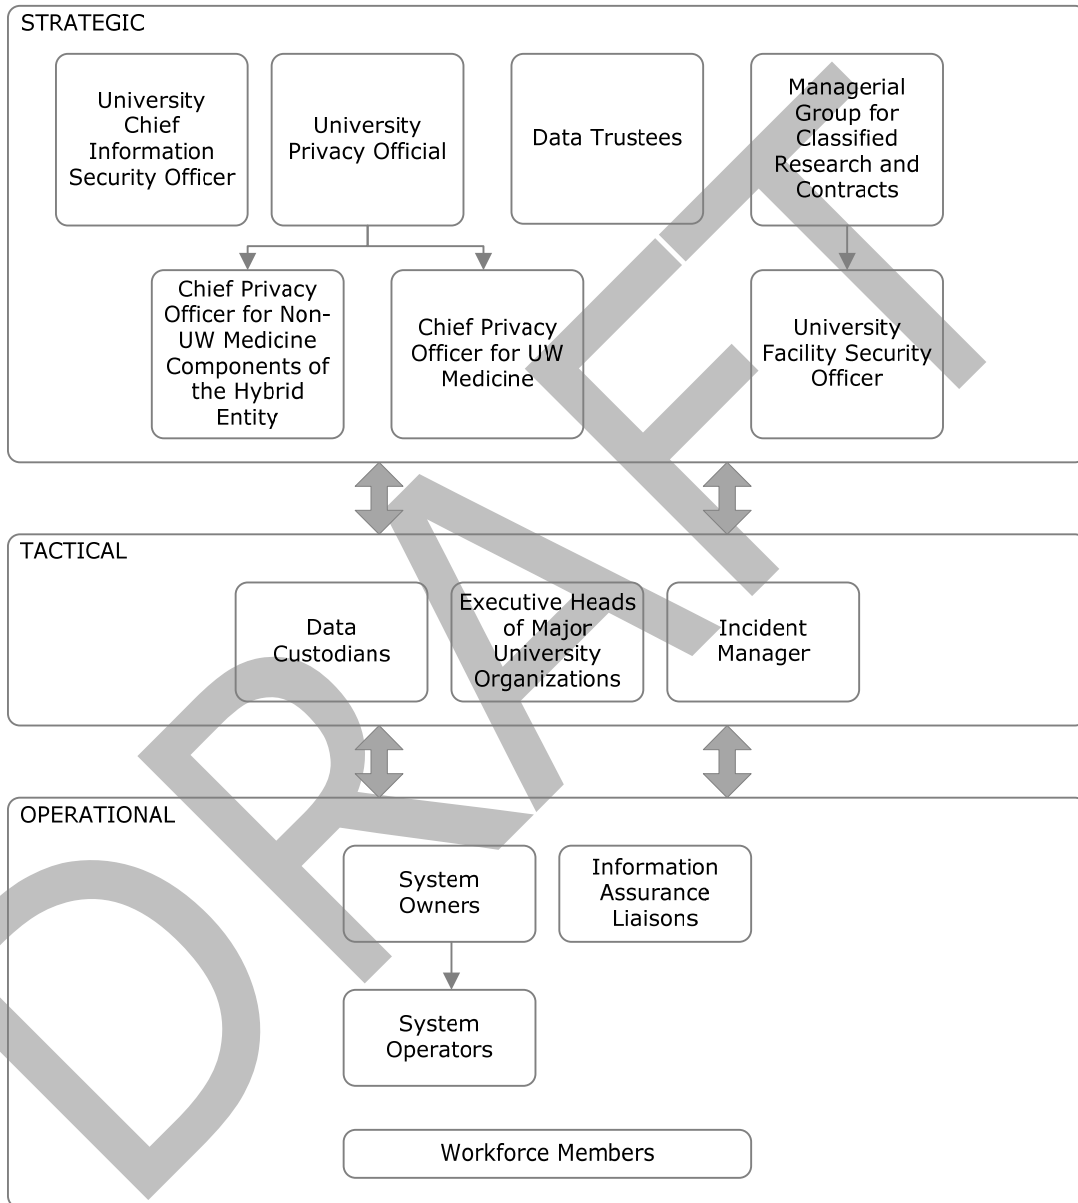 STRATEGIC
University
Chief
Information
Security Officer
University
Privacy Official
Data Trustees
Managerial
Group for
Classified
Research and
Contracts
Chief Privacy
Officer for Non-
UW Medicine
Components of
the Hybrid
Entity
Chief Privacy
Officer for UW
Medicine
University
Facility Security
Officer
TACTICAL
Data
Custodians
Executive Heads
of Major
University
Organizations
Incident
Manager
OPERATIONAL
System
Owners
Information
Assurance
Liaisons
System
Operators
Workforce Members
DRAFT